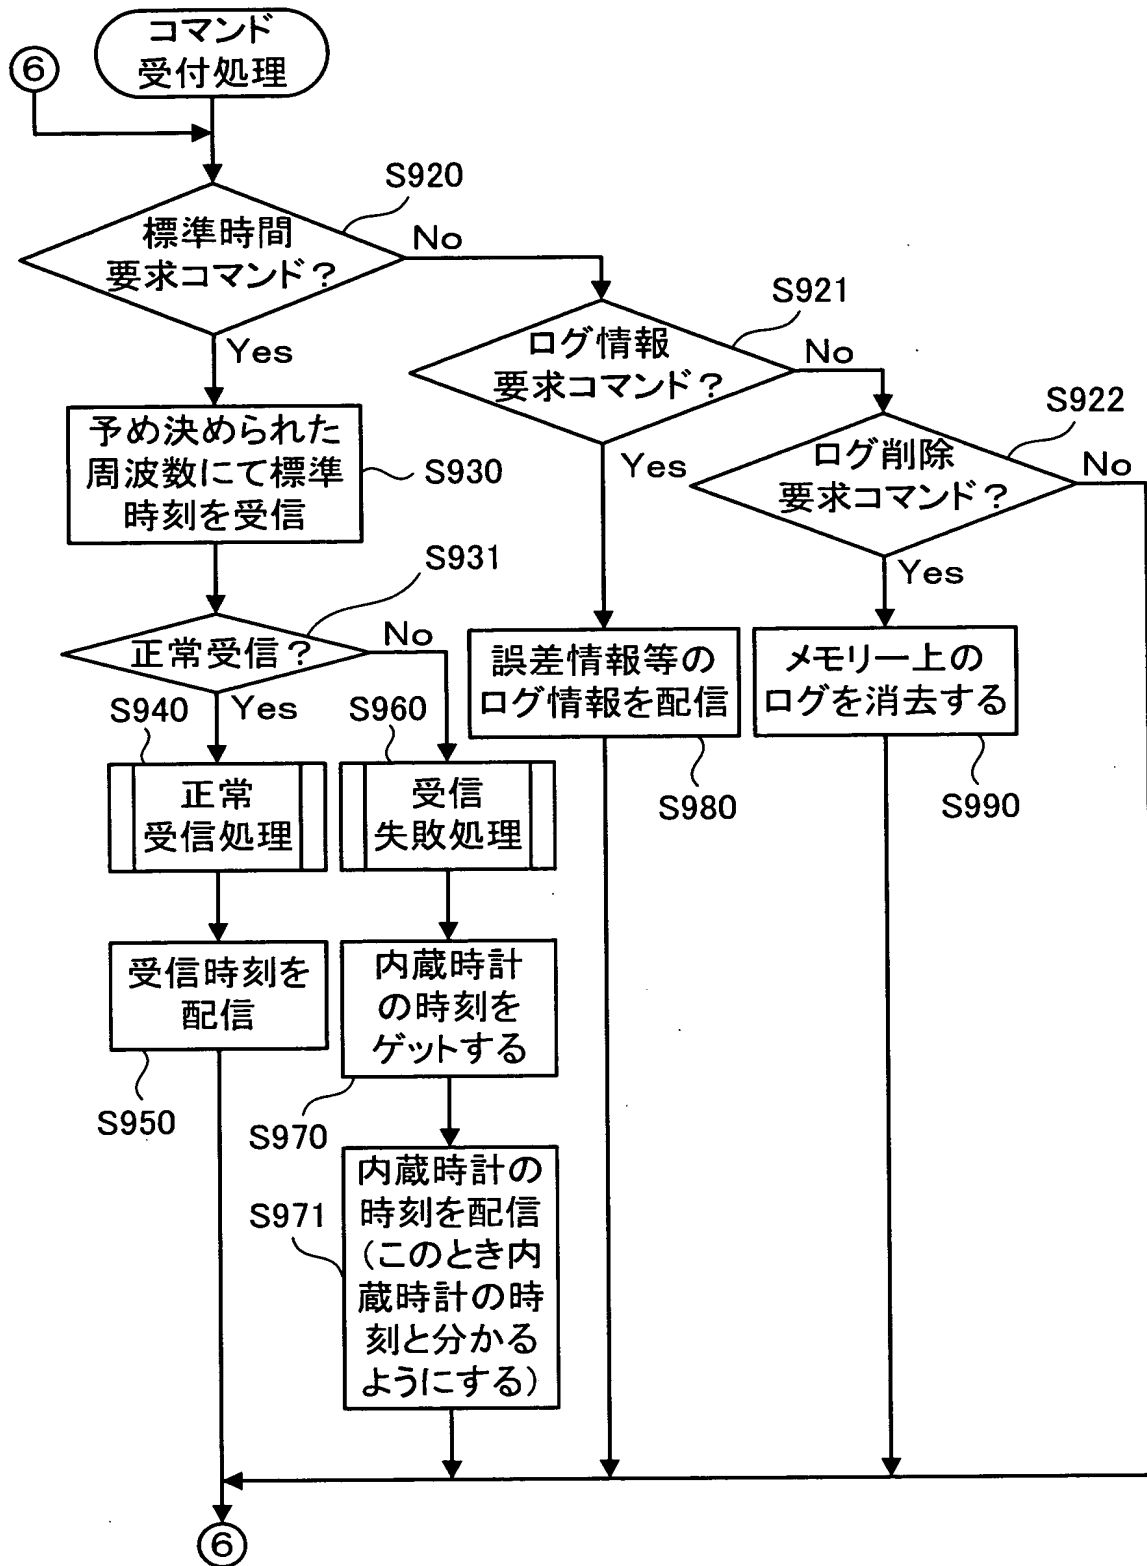 コマンド
受付処理
⑥
S920
標準時間
要求コマンド？
No
Yes
S921
ログ情報
要求コマンド？
No
Yes
S922
ログ削除
要求コマンド？
No
Yes
予め決められた
周波数にて標準
時刻を受信
S930
S931
正常受信？
No
Yes
誤差情報等の
ログ情報を配信
S980
メモリー上の
ログを消去する
S990
S940
正常
受信処理
S960
受信
失敗処理
受信時刻を
配信
S950
内蔵時計
の時刻を
ゲットする
S970
S971
内蔵時計の
時刻を配信
（このとき内
蔵時計の時
刻と分かる
ようにする）
⑥